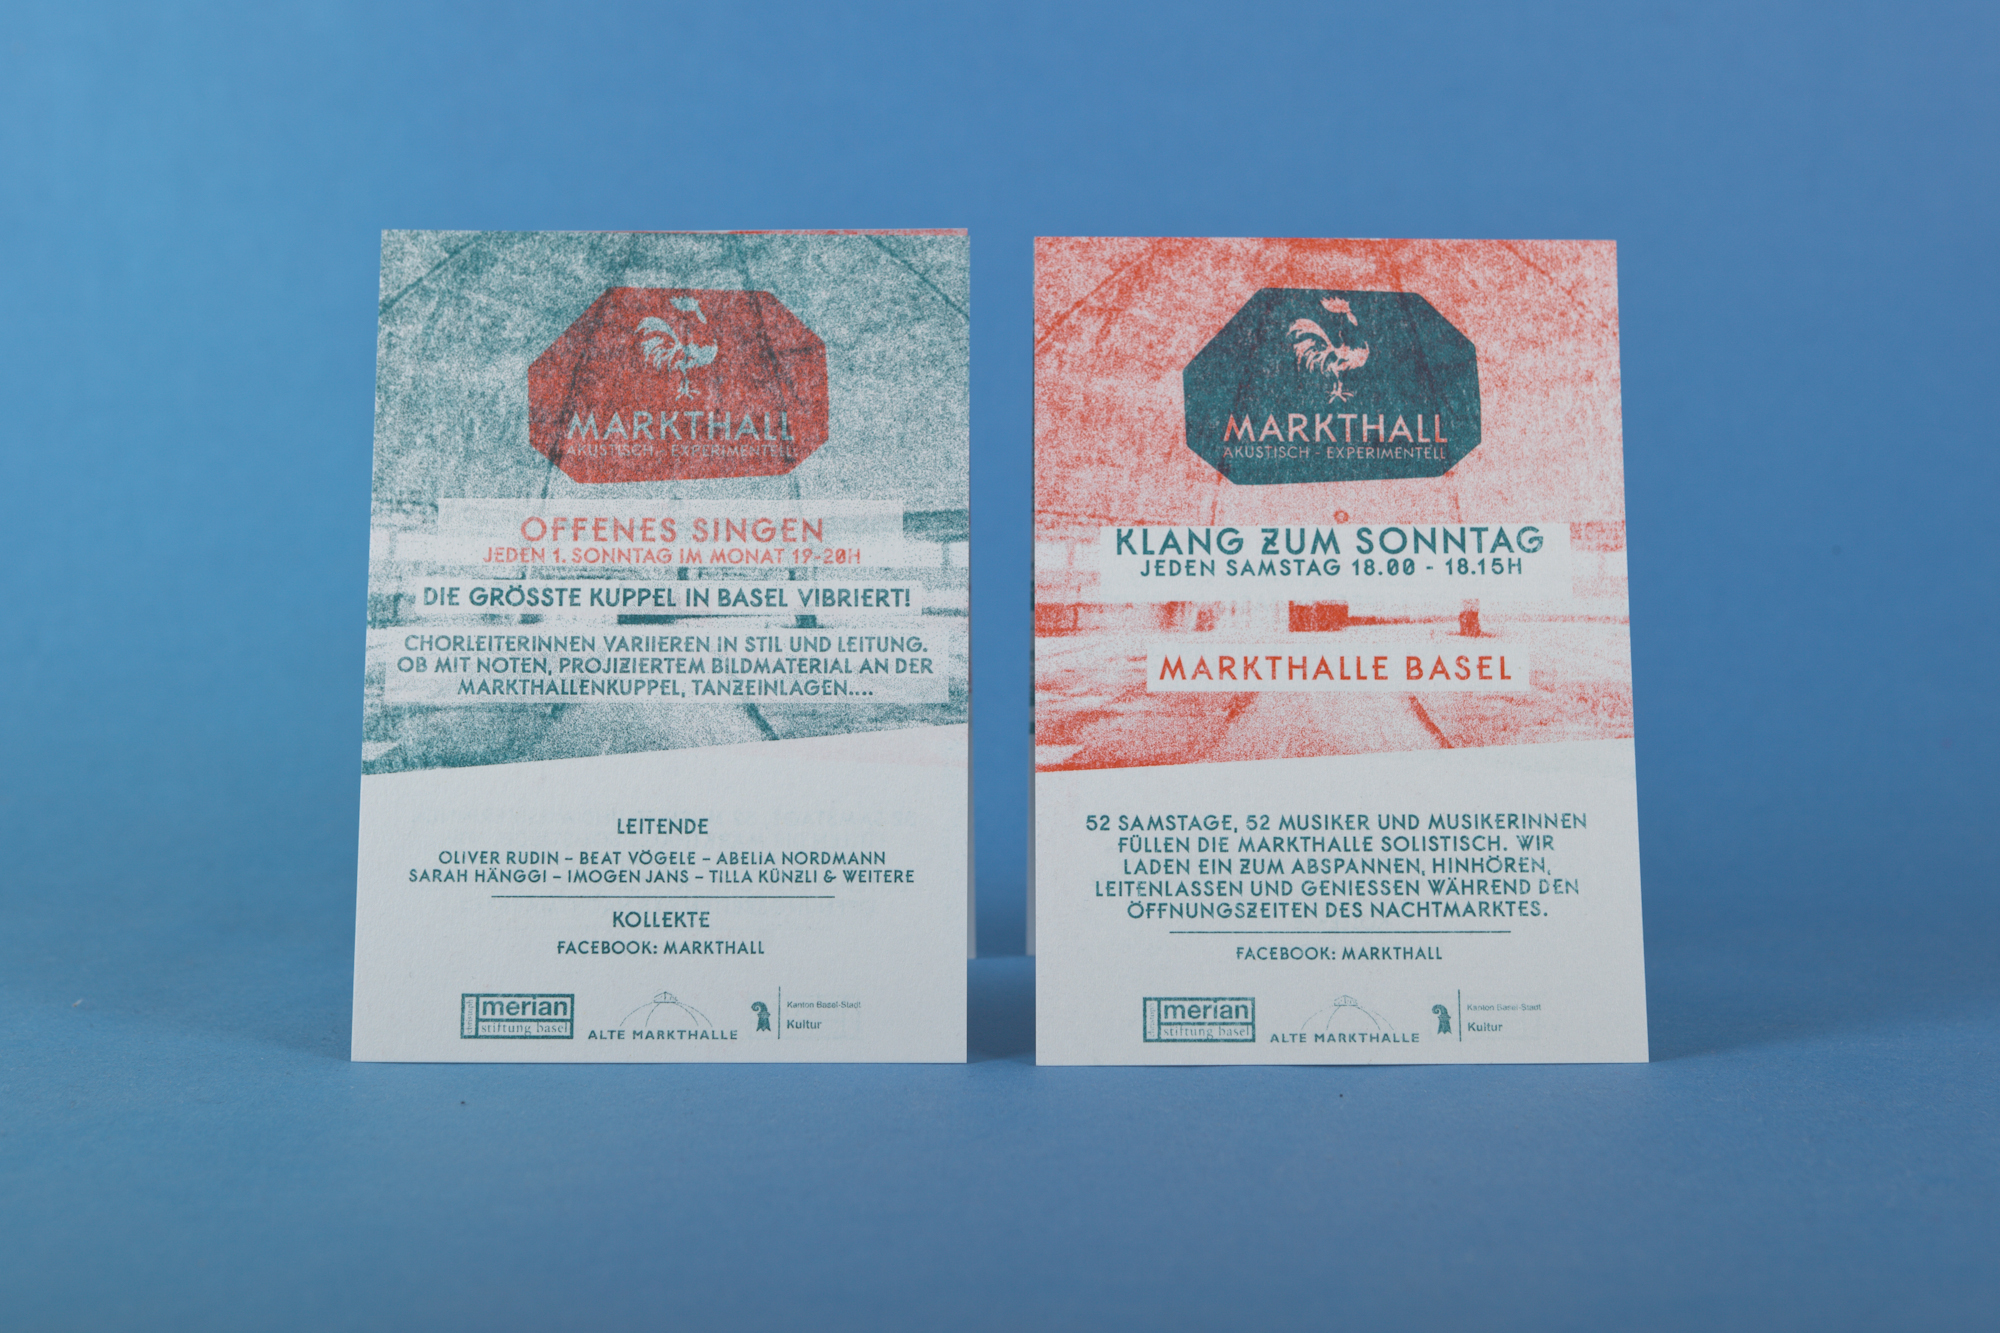 MARKTHALL
AKUSTISCH - EXPERIMENTELL
OFFENES SINGEN
JEDEN 1. SONNTAG IM MONAT 19-20H
DIE GRÖSSTE KUPPEL IN BASEL VIBRIERT!
CHORLEITERINNEN VARIIEREN IN STIL UND LEITUNG.
OB MIT NOTEN, PROJIZIERTEM BILDMATERIAL AN DER
MARKTHALLENKUPPEL, TANZEINLAGEN....
LEITENDE
OLIVER RUDIN – BEAT VÖGELE – ABELIA NORDMANN
SARAH HÄNGGI – IMOGEN JANS – TILLA KÜNZLI & WEITERE
KOLLEKTE
FACEBOOK: MARKTHALL
christoph
merian
stiftung basel
ALTE MARKTHALLE
Kanton Basel-Stadt
Kultur
MARKTHALL
AKUSTISCH - EXPERIMENTELL
KLANG ZUM SONNTAG
JEDEN SAMSTAG 18.00 - 18.15H
MARKTHALLE BASEL
52 SAMSTAGE, 52 MUSIKER UND MUSIKERINNEN
FÜLLEN DIE MARKTHALLE SOLISTISCH. WIR
LADEN EIN ZUM ABSPANNEN, HINHÖREN,
LEITENLASSEN UND GENIESSEN WÄHREND DEN
ÖFFNUNGSZEITEN DES NACHTMARKTES.
FACEBOOK: MARKTHALL
christoph
merian
stiftung basel
ALTE MARKTHALLE
Kanton Basel-Stadt
Kultur